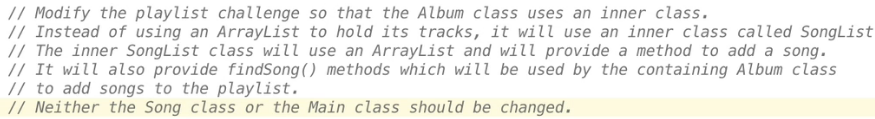 // Modify the playlist challenge so that the Album class uses an inner class.
// Instead of using an ArrayList to hold its tracks, it will use an inner class called SongList
// The inner SongList class will use an ArrayList and will provide a method to add a song.
// It will also provide findSong() methods which will be used by the containing Album class
// to add songs to the playlist.
// Neither the Song class or the Main class should be changed.